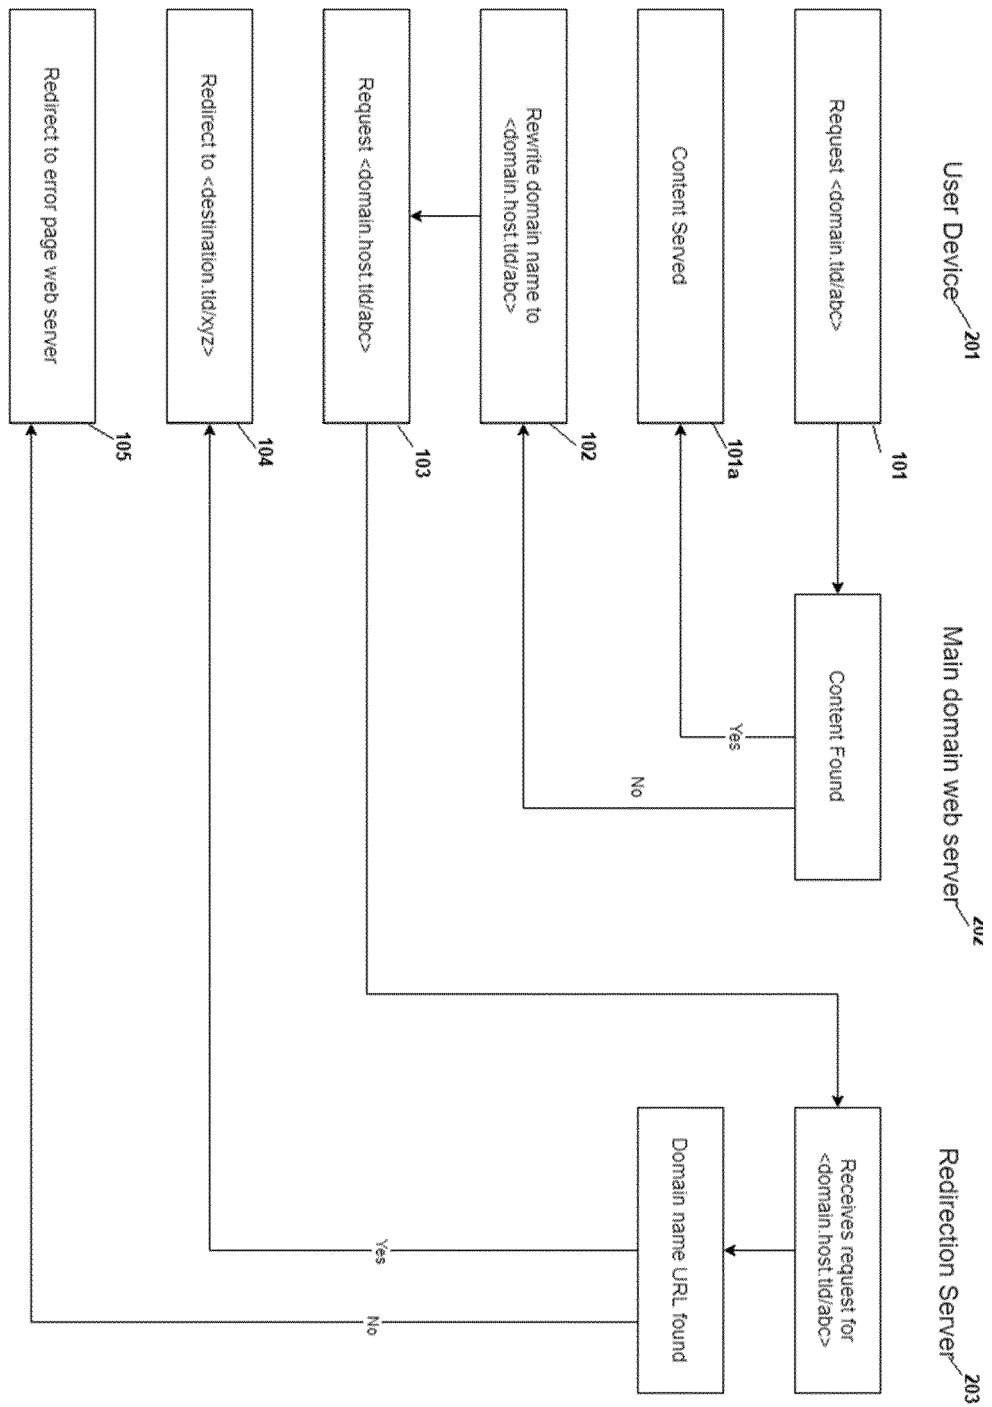 User Device
201
Main domain web server
202
Redirection Server
203
Request <domain.tld/abc>
101
Content Found
Receives request for
<domain.host.tld/abc>
Content Served
101a
Yes
Domain name URL found
Rewrite domain name to
<domain.host.tld/abc>
102
No
Request <domain.host.tld/abc>
103
Redirect to <destination.tld/xyz>
104
Yes
Redirect to error page web server
105
No